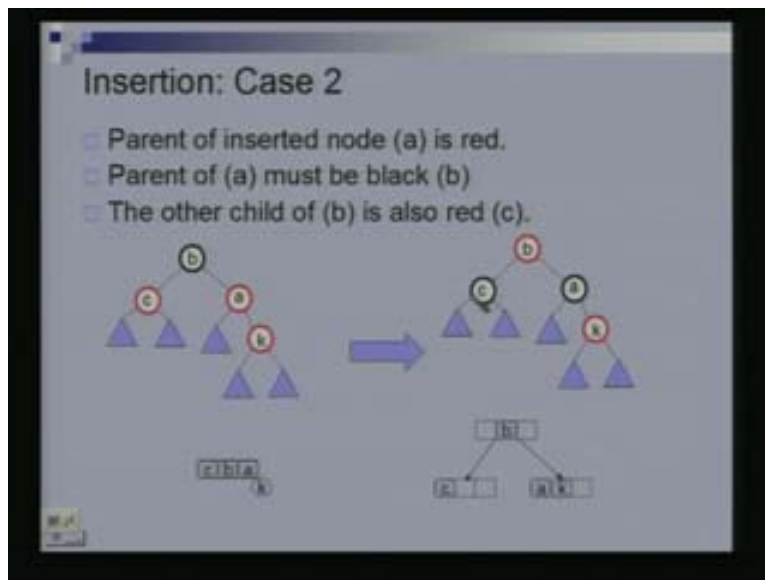 Insertion: Case 2
Parent of inserted node (a) is red.
Parent of (a) must be black (b)
The other child of (b) is also red (c).
b
c a
k
b
c a
k
c b a
k
b
c
a k